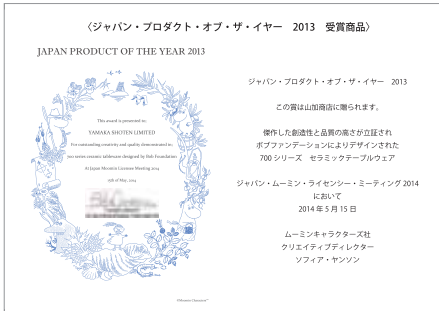 〈ジャパン・プロダクト・オブ・ザ・イヤー　2013　受賞商品〉
JAPAN PRODUCT OF THE YEAR 2013
This award is presented to:
YAMAKA SHOTEN LIMITED
For outstanding creativity and quality demonstrated in:
700 series ceramic tableware designed by Bob Foundation
At Japan Moomin Licensee Meeting 2014
15th of May, 2014
©Moomin Characters™
ジャパン・プロダクト・オブ・ザ・イヤー　2013
この賞は山加商店に贈られます。
傑作した創造性と品質の高さが立証され
ボブファンデーションによりデザインされた
700 シリーズ　セラミックテーブルウェア
ジャパン・ムーミン・ライセンシー・ミーティング 2014
において
2014 年 5 月 15 日
ムーミンキャラクターズ社
クリエイティブディレクター
ソフィア・ヤンソン